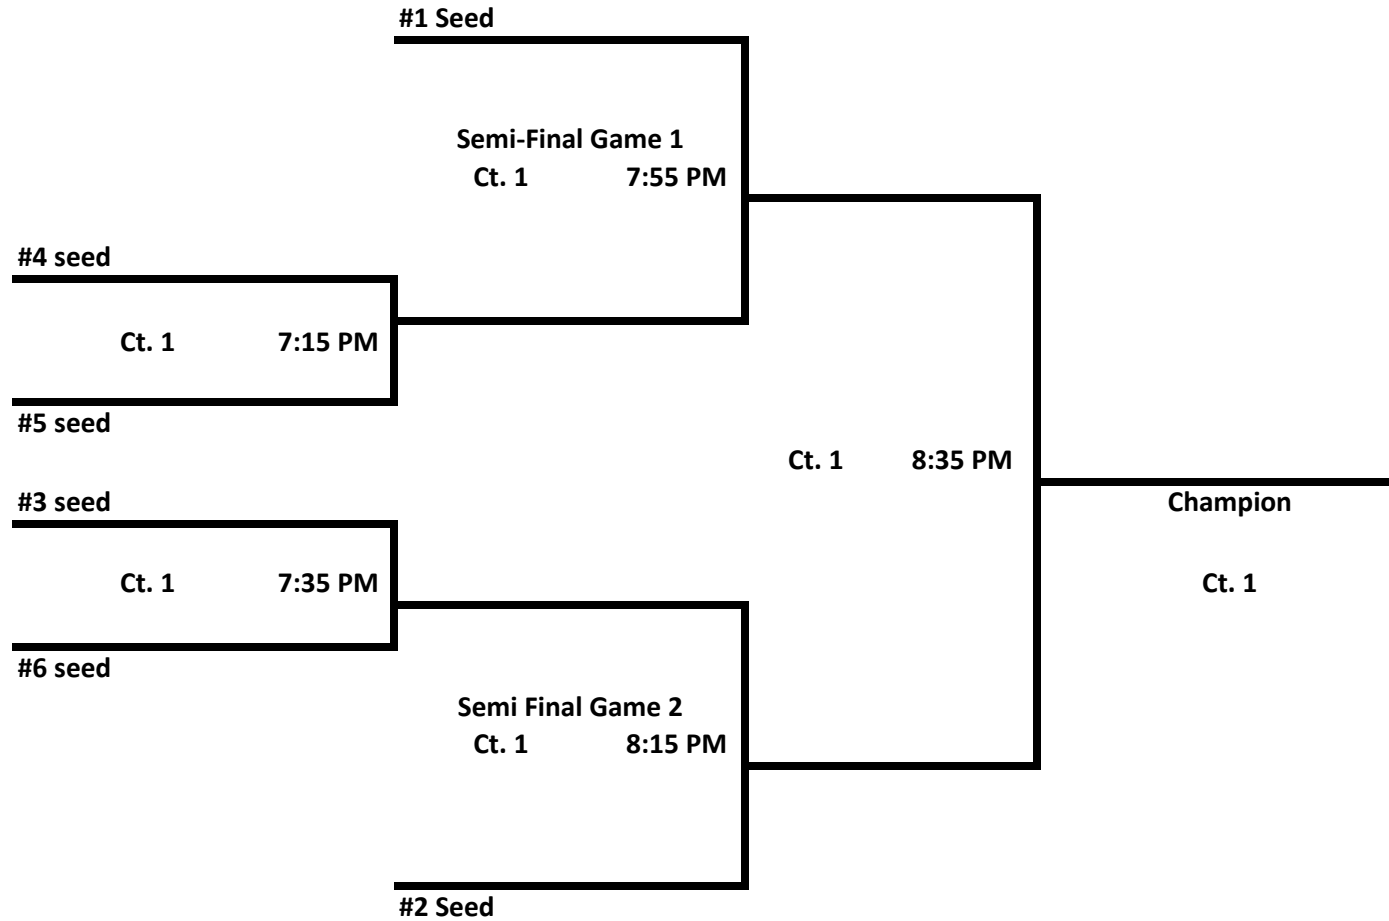 #1 Seed
Semi-Final Game 1
Ct. 1 7:55 PM
#4 seed
Ct. 1 7:15 PM
#5 seed
Ct. 1 8:35 PM
#3 seed
Champion
Ct. 1 7:35 PM
Ct. 1
#6 seed
Semi Final Game 2
Ct. 1 8:15 PM
#2 Seed